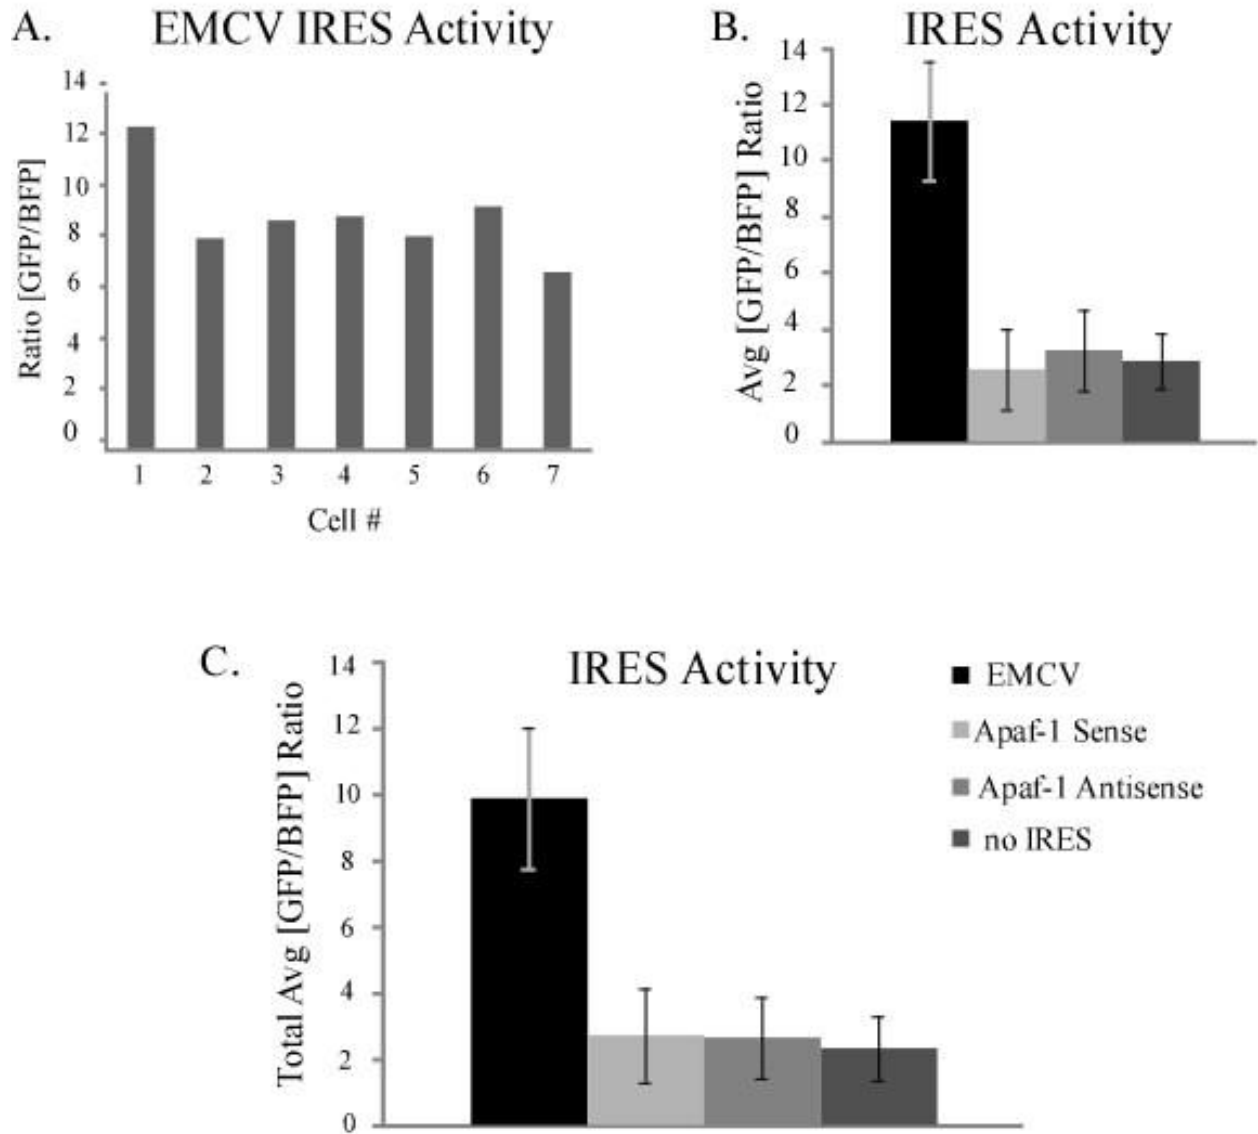 A.
EMCV IRES Activity
Ratio [GFP/BFP]
14
12
10
8
6
4
2
0
1 2 3 4 5 6 7
Cell #
B.
IRES Activity
Avg [GFP/BFP] Ratio
14
12
10
8
6
4
2
0
C.
IRES Activity
Total Avg [GFP/BFP] Ratio
14
12
10
8
6
4
2
0
EMCV
Apaf-1 Sense
Apaf-1 Antisense
no IRES